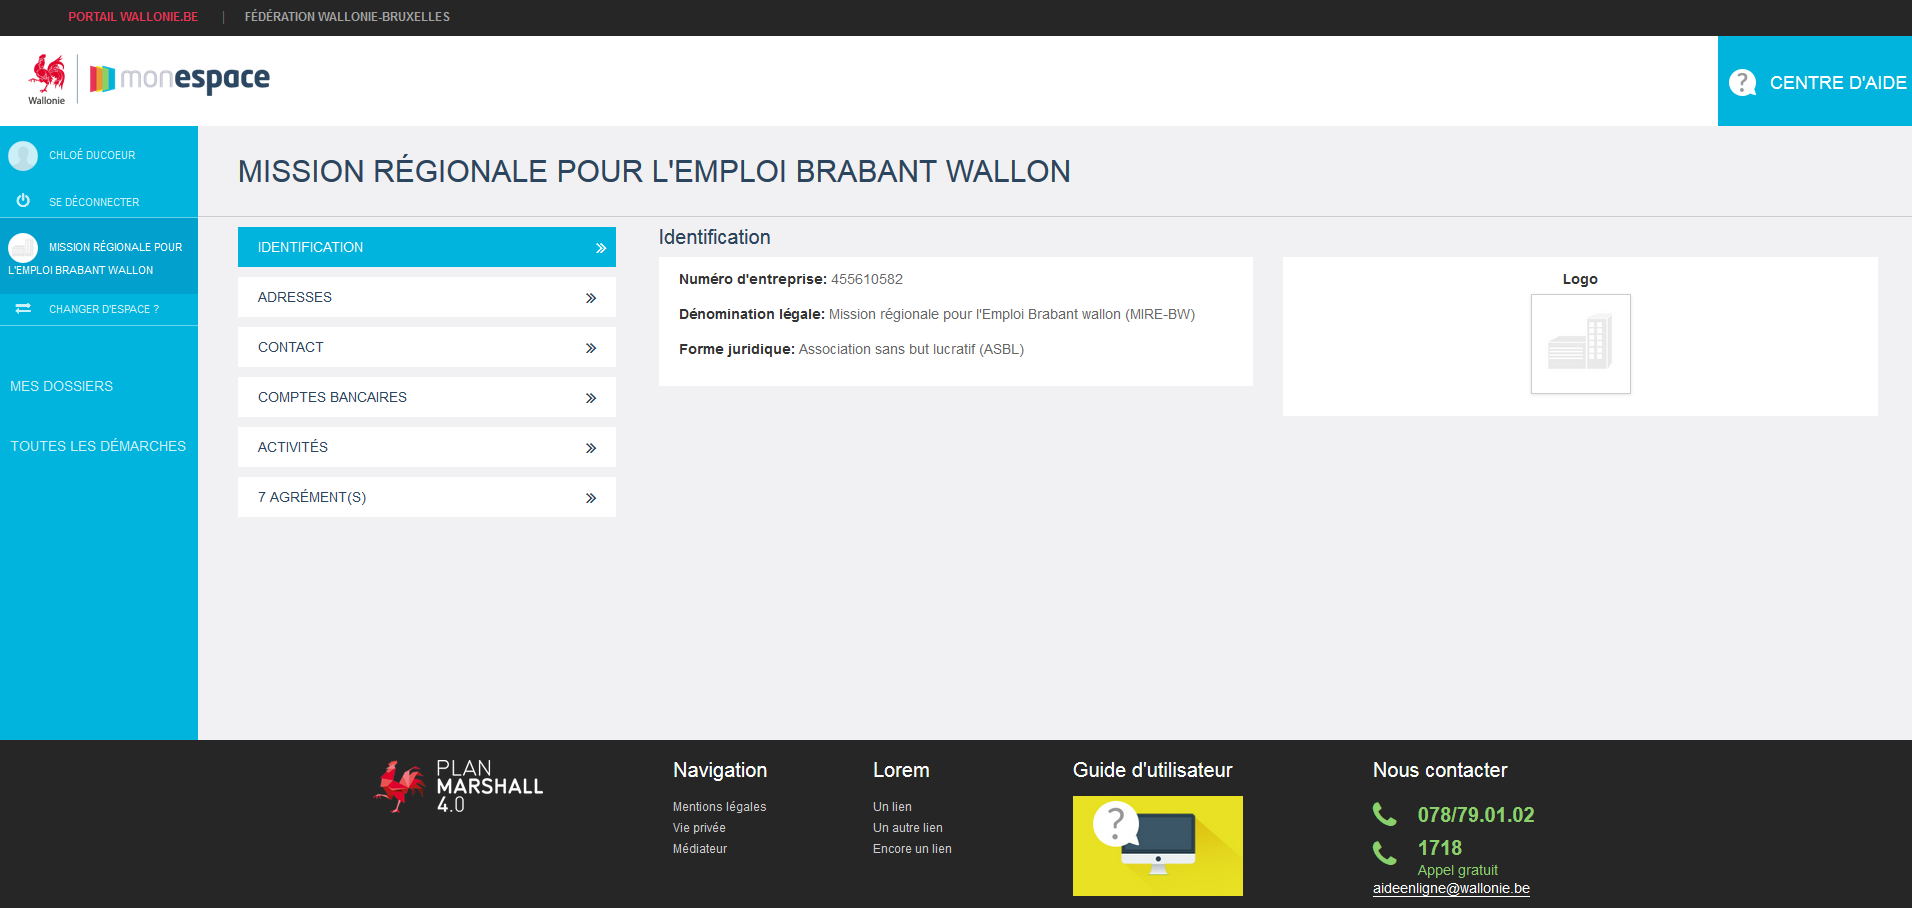 PORTAIL WALLONIE.BE | FÉDÉRATION WALLONIE-BRUXELLES
Wallonie
monespace
? CENTRE D'AIDE
CHLOÉ DUCOEUR
SE DÉCONNECTER
MISSION RÉGIONALE POUR
L'EMPLOI BRABANT WALLON
CHANGER D'ESPACE ?
MES DOSSIERS
TOUTES LES DÉMARCHES
MISSION RÉGIONALE POUR L'EMPLOI BRABANT WALLON
IDENTIFICATION
ADRESSES
CONTACT
COMPTES BANCAIRES
ACTIVITÉS
7 AGRÉMENT(S)
Identification
Numéro d'entreprise: 455610582
Dénomination légale: Mission régionale pour l'Emploi Brabant wallon (MIRE-BW)
Forme juridique: Association sans but lucratif (ASBL)
Logo
PLAN
MARSHALL
4.0
Navigation
Mentions légales
Vie privée
Médiateur
Lorem
Un lien
Un autre lien
Encore un lien
Guide d'utilisateur
?
Nous contacter
078/79.01.02
1718
Appel gratuit
aideenligne@wallonie.be